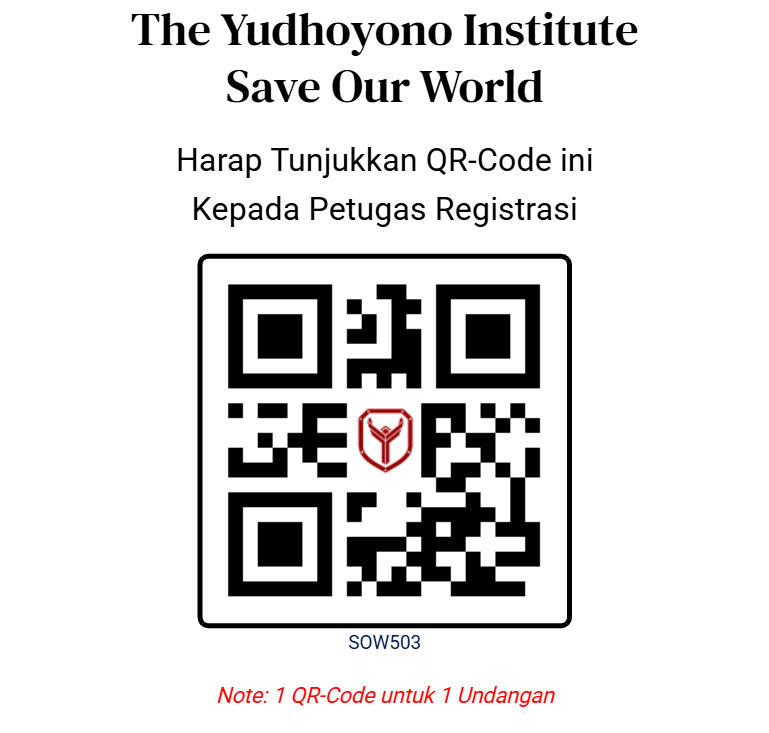 The Yudhoyono Institute
Save Our World
Harap Tunjukkan QR-Code ini
Kepada Petugas Registrasi
SOW503
Note: 1 QR-Code untuk 1 Undangan